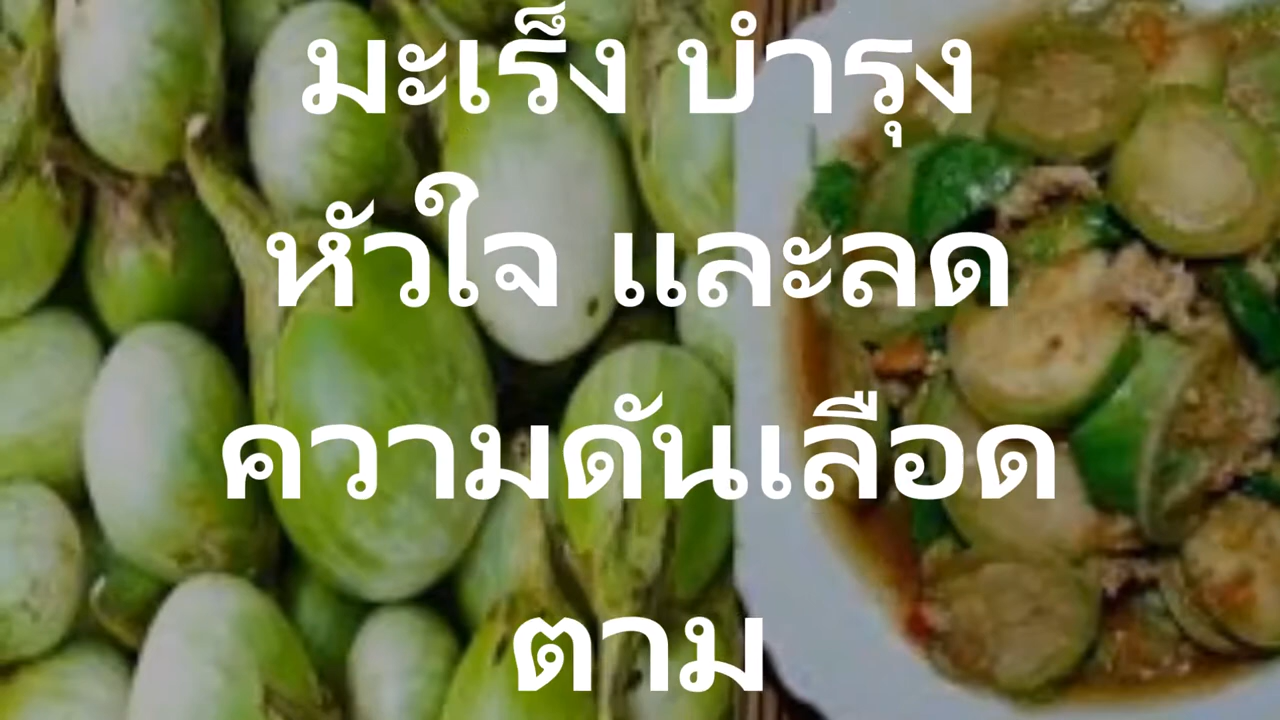 มะเร็ง บำรุง
หัวใจ และลด
ความดันเลือด
ตาม